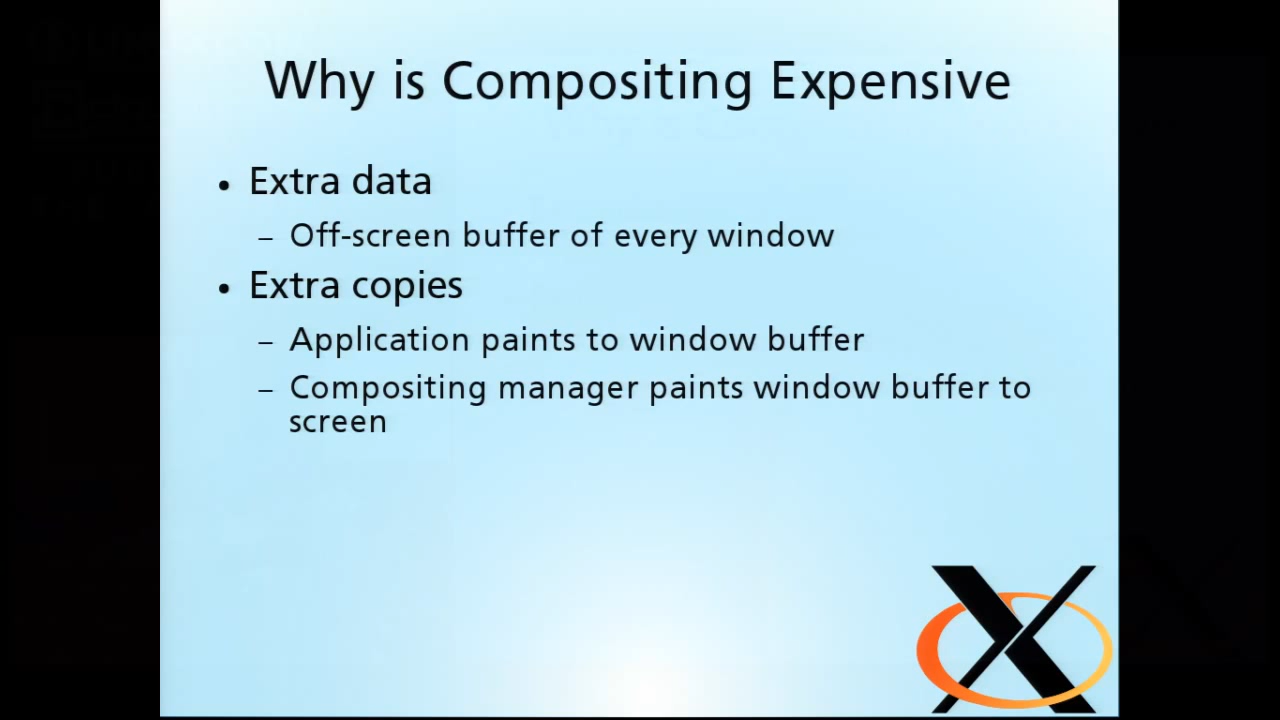 Why is Compositing Expensive
• Extra data
– Off-screen buffer of every window
• Extra copies
– Application paints to window buffer
– Compositing manager paints window buffer to
screen